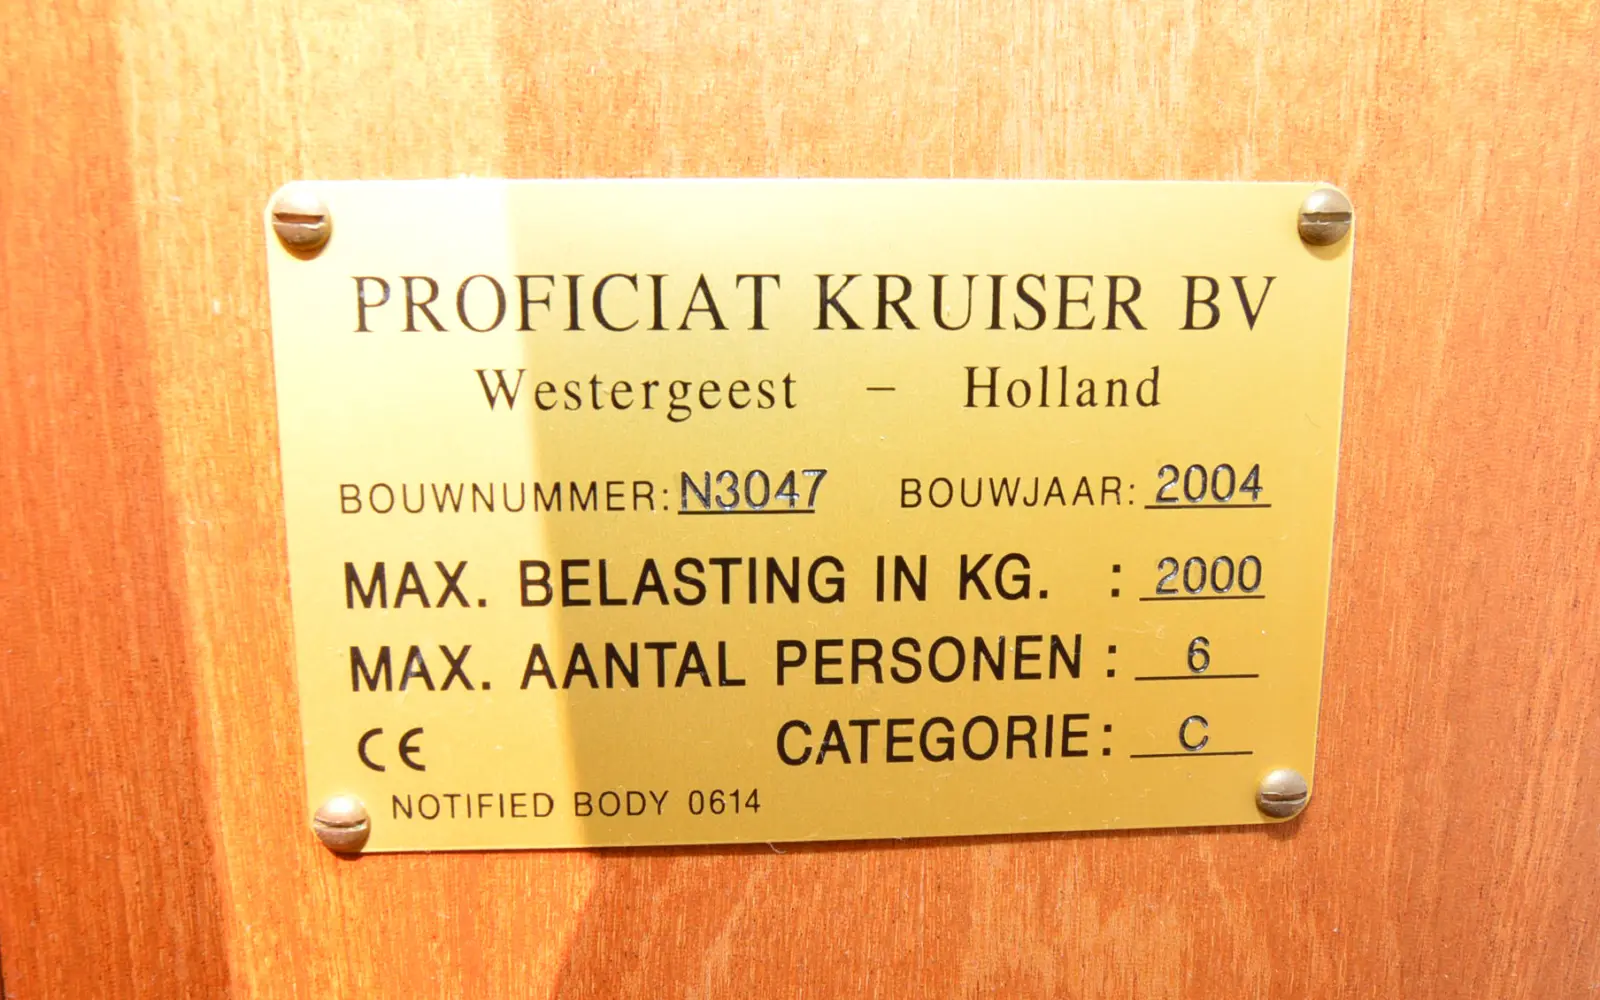 PROFICIAT KRUISER BV
Westergeest – Holland
BOUWNUMMER: N3047 BOUWJAAR: 2004
MAX. BELASTING IN KG. : 2000
MAX. AANTAL PERSONEN : 6
CE CATEGORIE: C
NOTIFIED BODY 0614